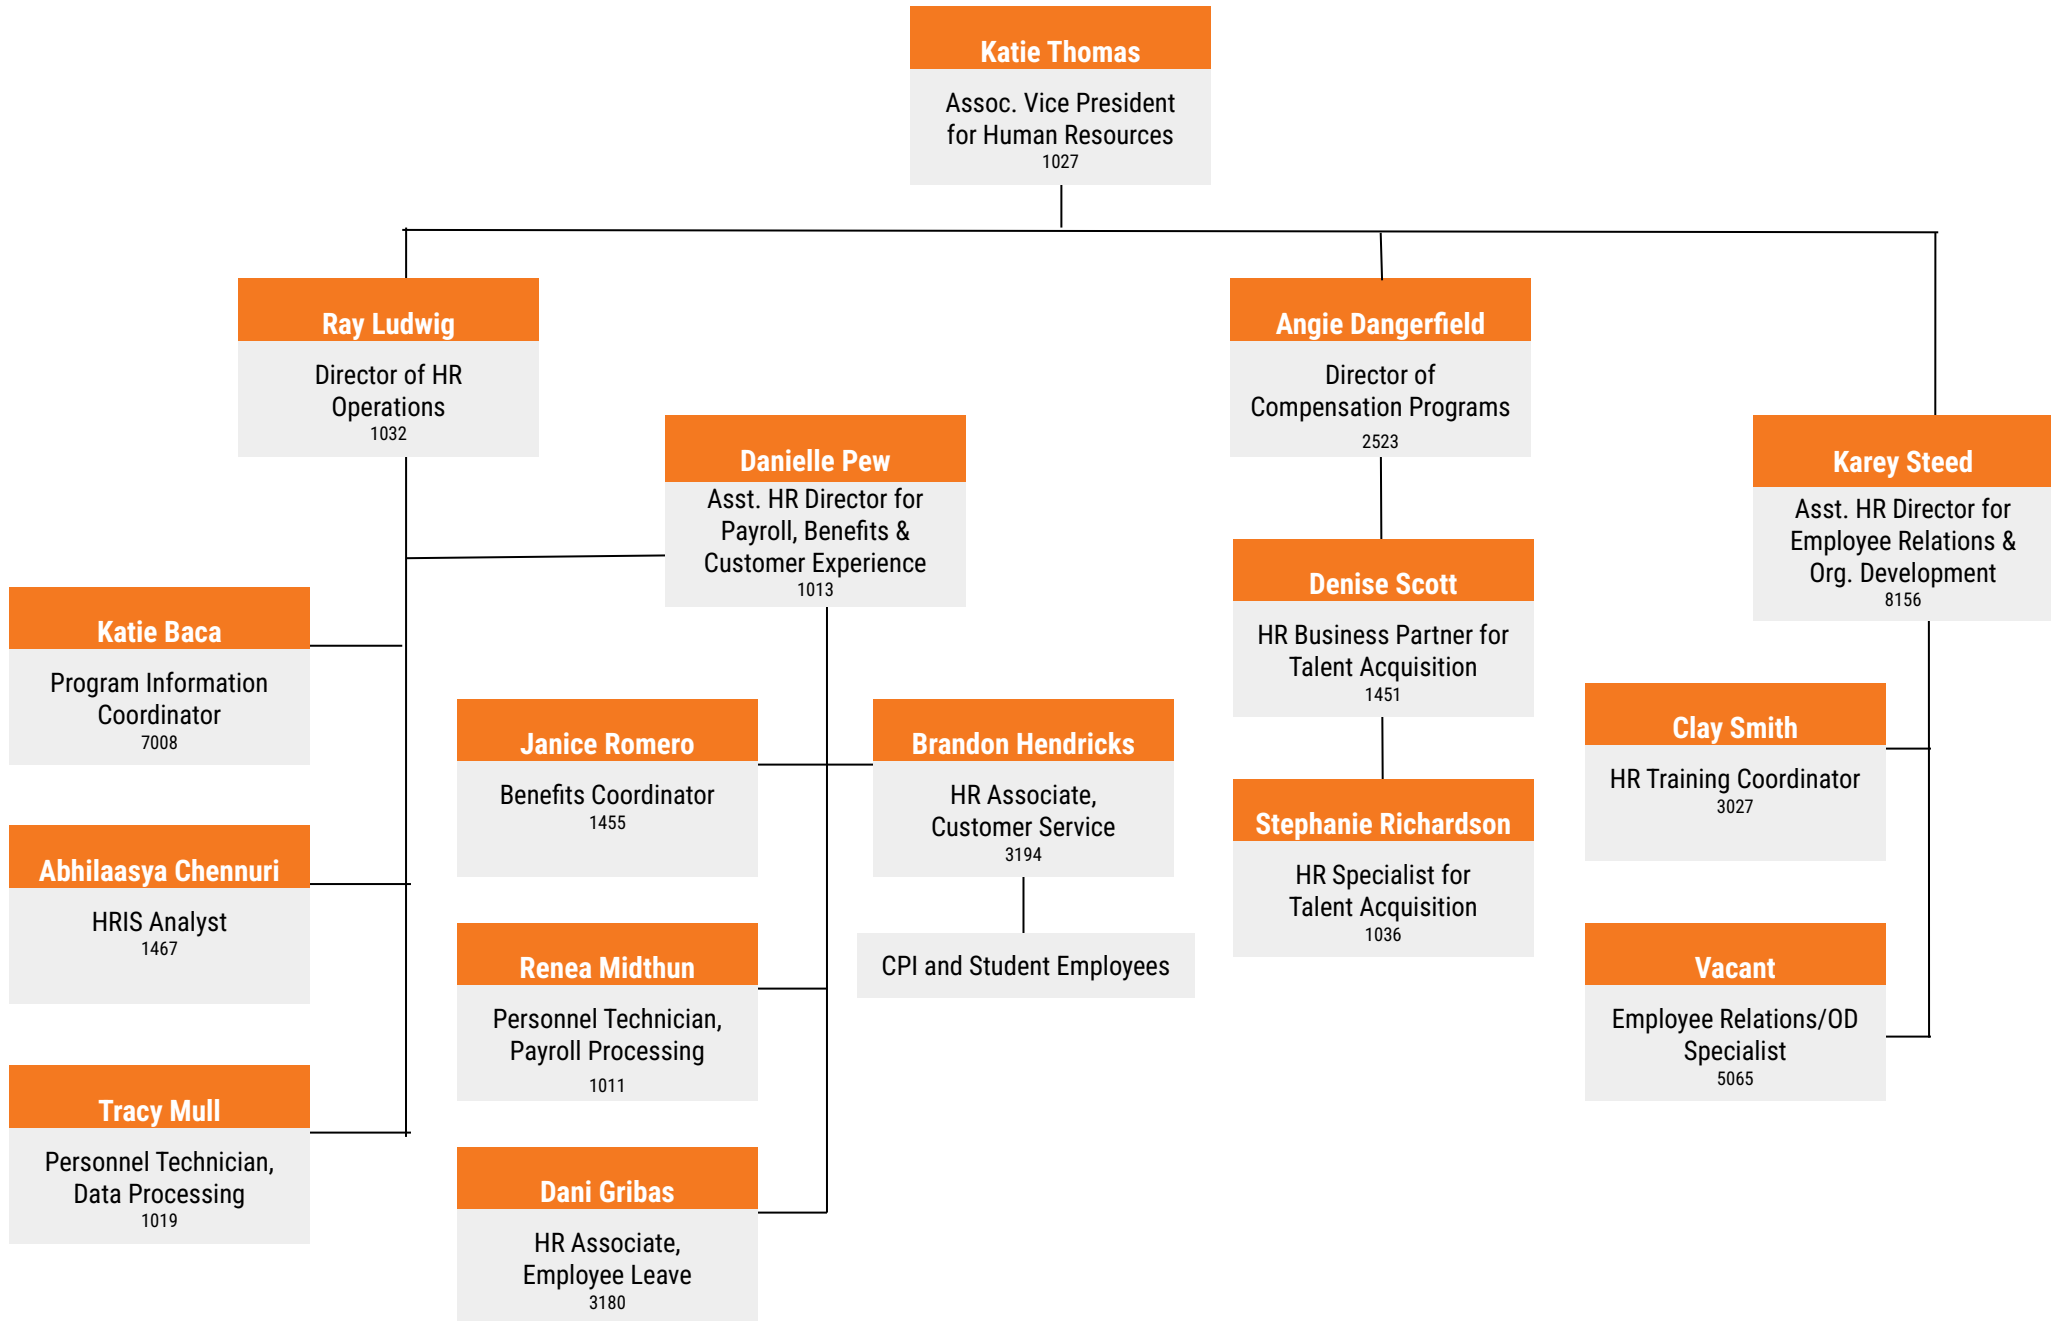 Katie Thomas
Assoc. Vice President
for Human Resources
1027
Ray Ludwig
Director of HR
Operations
1032
Danielle Pew
Asst. HR Director for
Payroll, Benefits &
Customer Experience
1013
Angie Dangerfield
Director of
Compensation Programs
2523
Karey Steed
Asst. HR Director for
Employee Relations &
Org. Development
8156
Katie Baca
Program Information
Coordinator
7008
Abhilaasya Chennuri
HRIS Analyst
1467
Tracy Mull
Personnel Technician,
Data Processing
1019
Janice Romero
Benefits Coordinator
1455
Brandon Hendricks
HR Associate,
Customer Service
3194
CPI and Student Employees
Renea Midthun
Personnel Technician,
Payroll Processing
1011
Dani Gribas
HR Associate,
Employee Leave
3180
Denise Scott
HR Business Partner for
Talent Acquisition
1451
Stephanie Richardson
HR Specialist for
Talent Acquisition
1036
Clay Smith
HR Training Coordinator
3027
Vacant
Employee Relations/OD
Specialist
5065